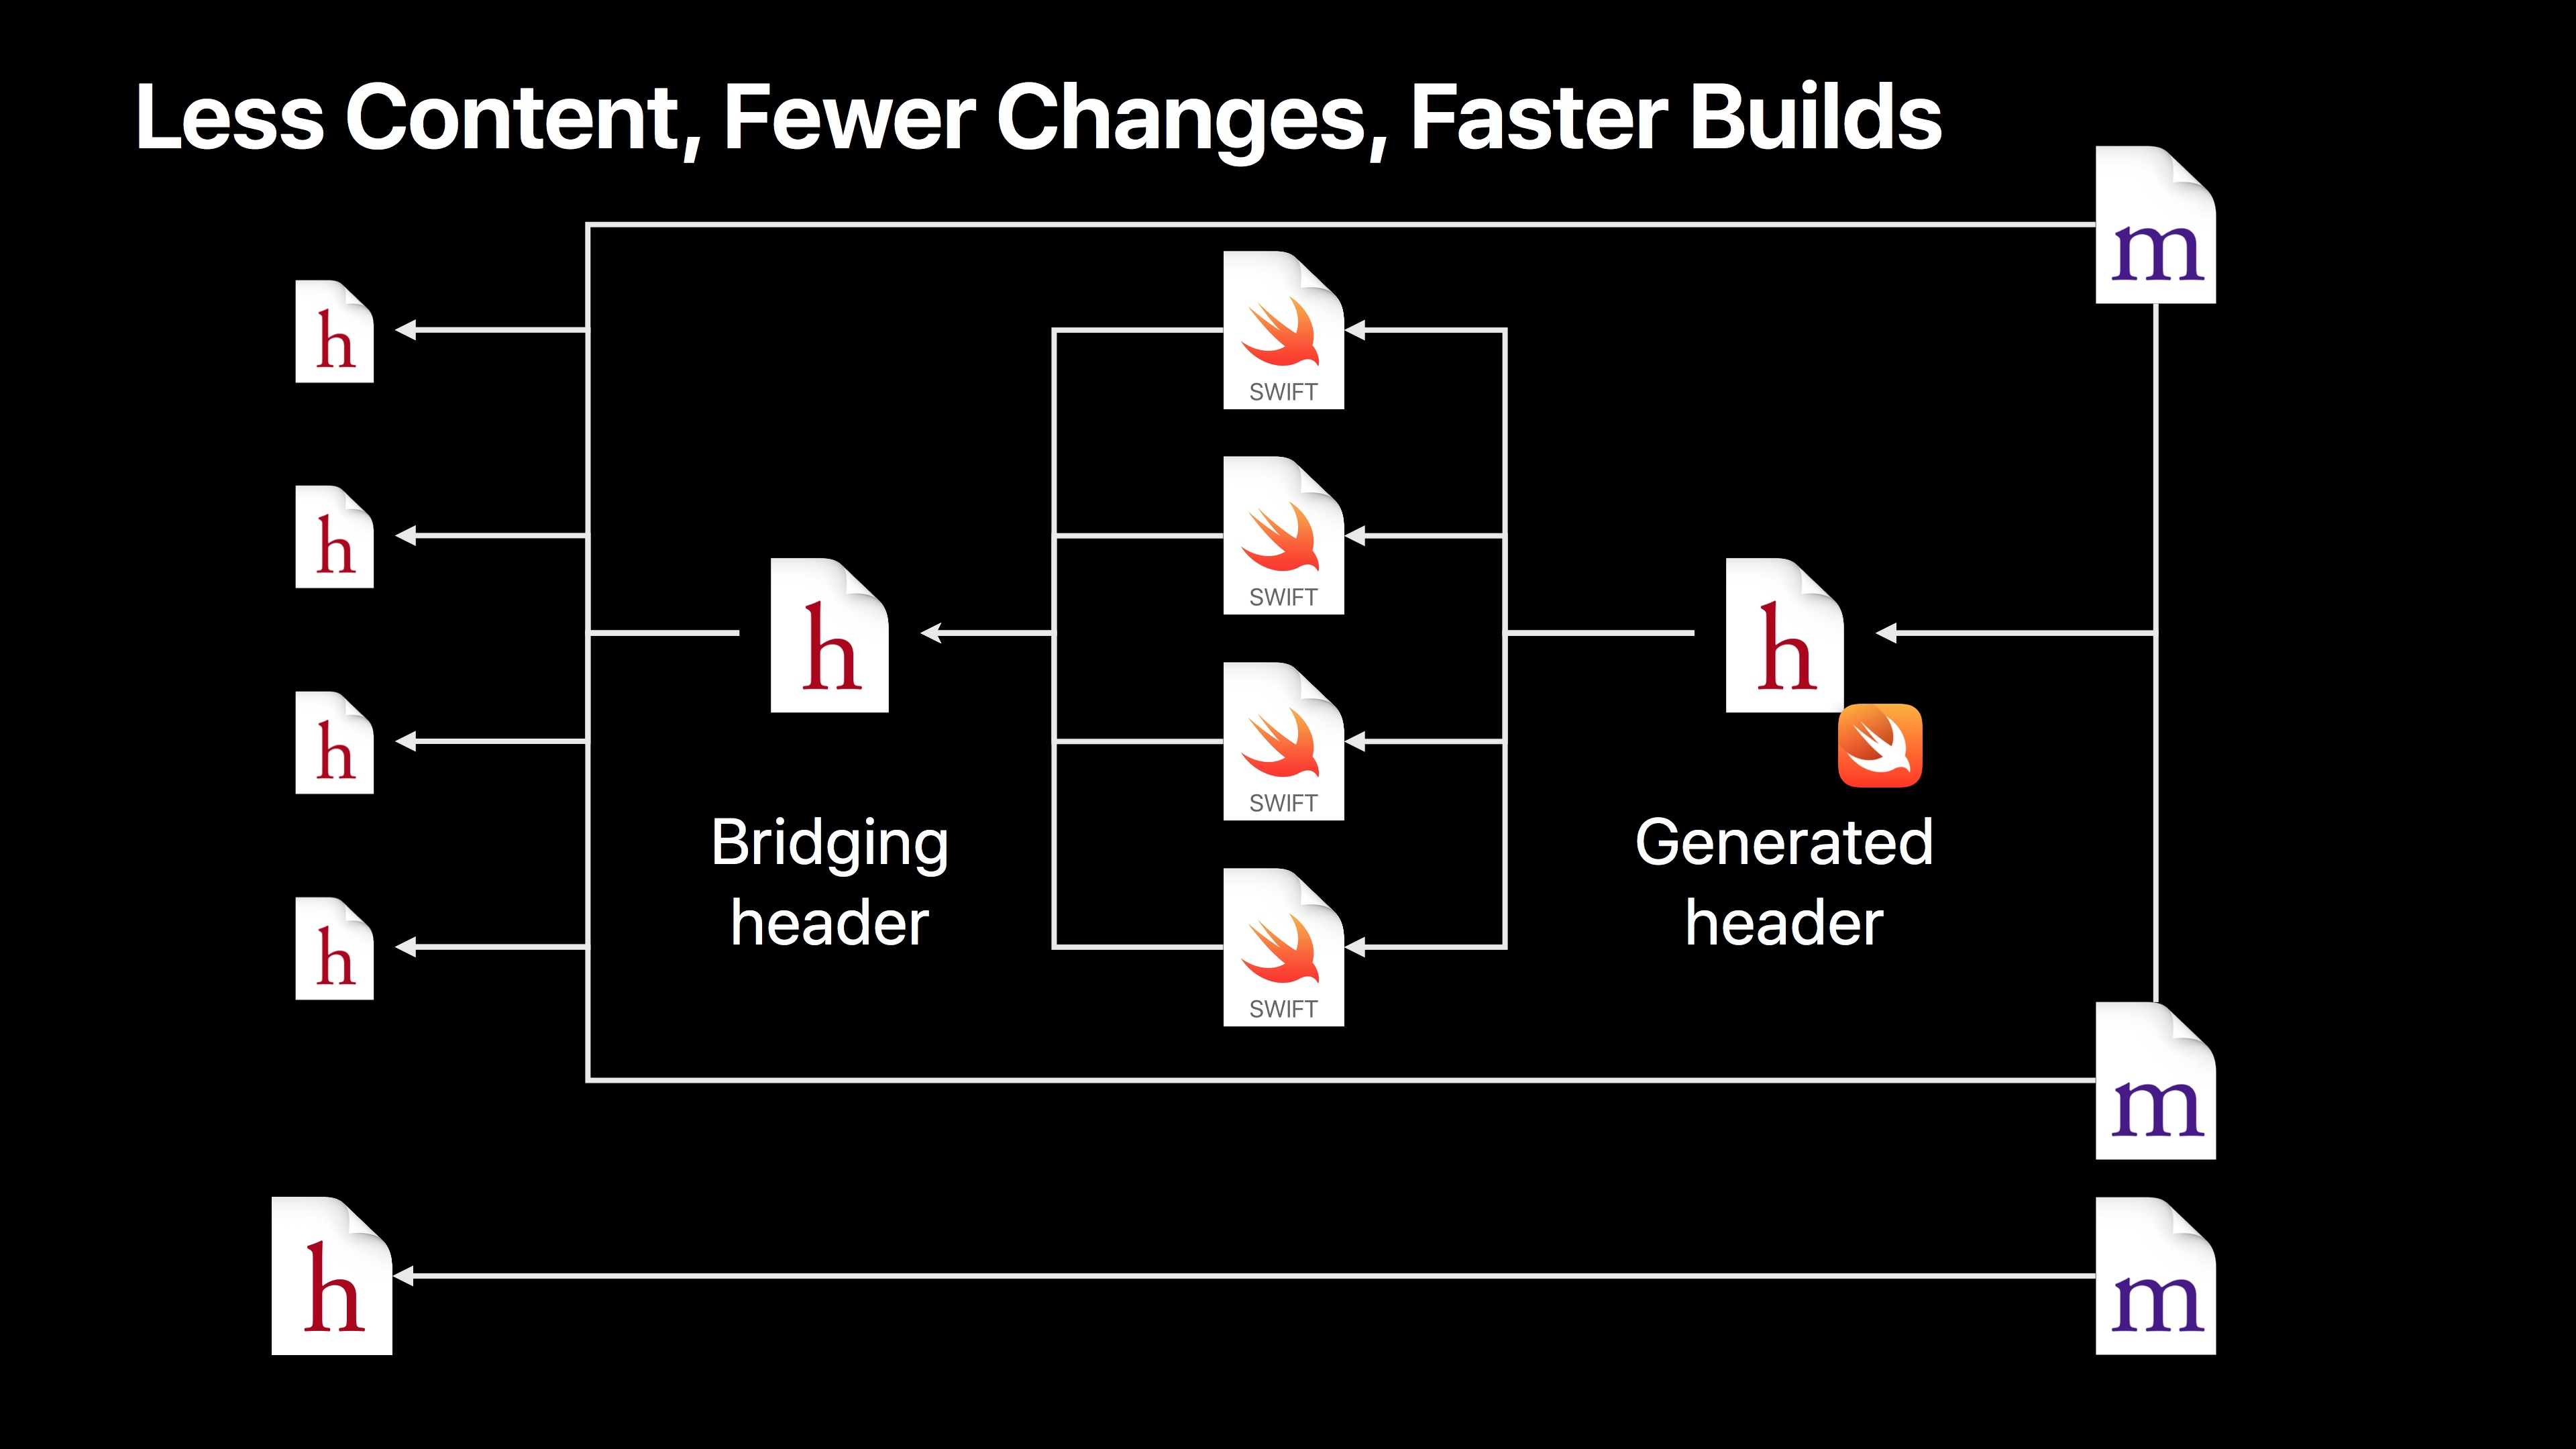 Less Content, Fewer Changes, Faster Builds
m
h
SWIFT
h
SWIFT
h
Bridging
header
h
Generated
header
h
SWIFT
h
SWIFT
m
h
m